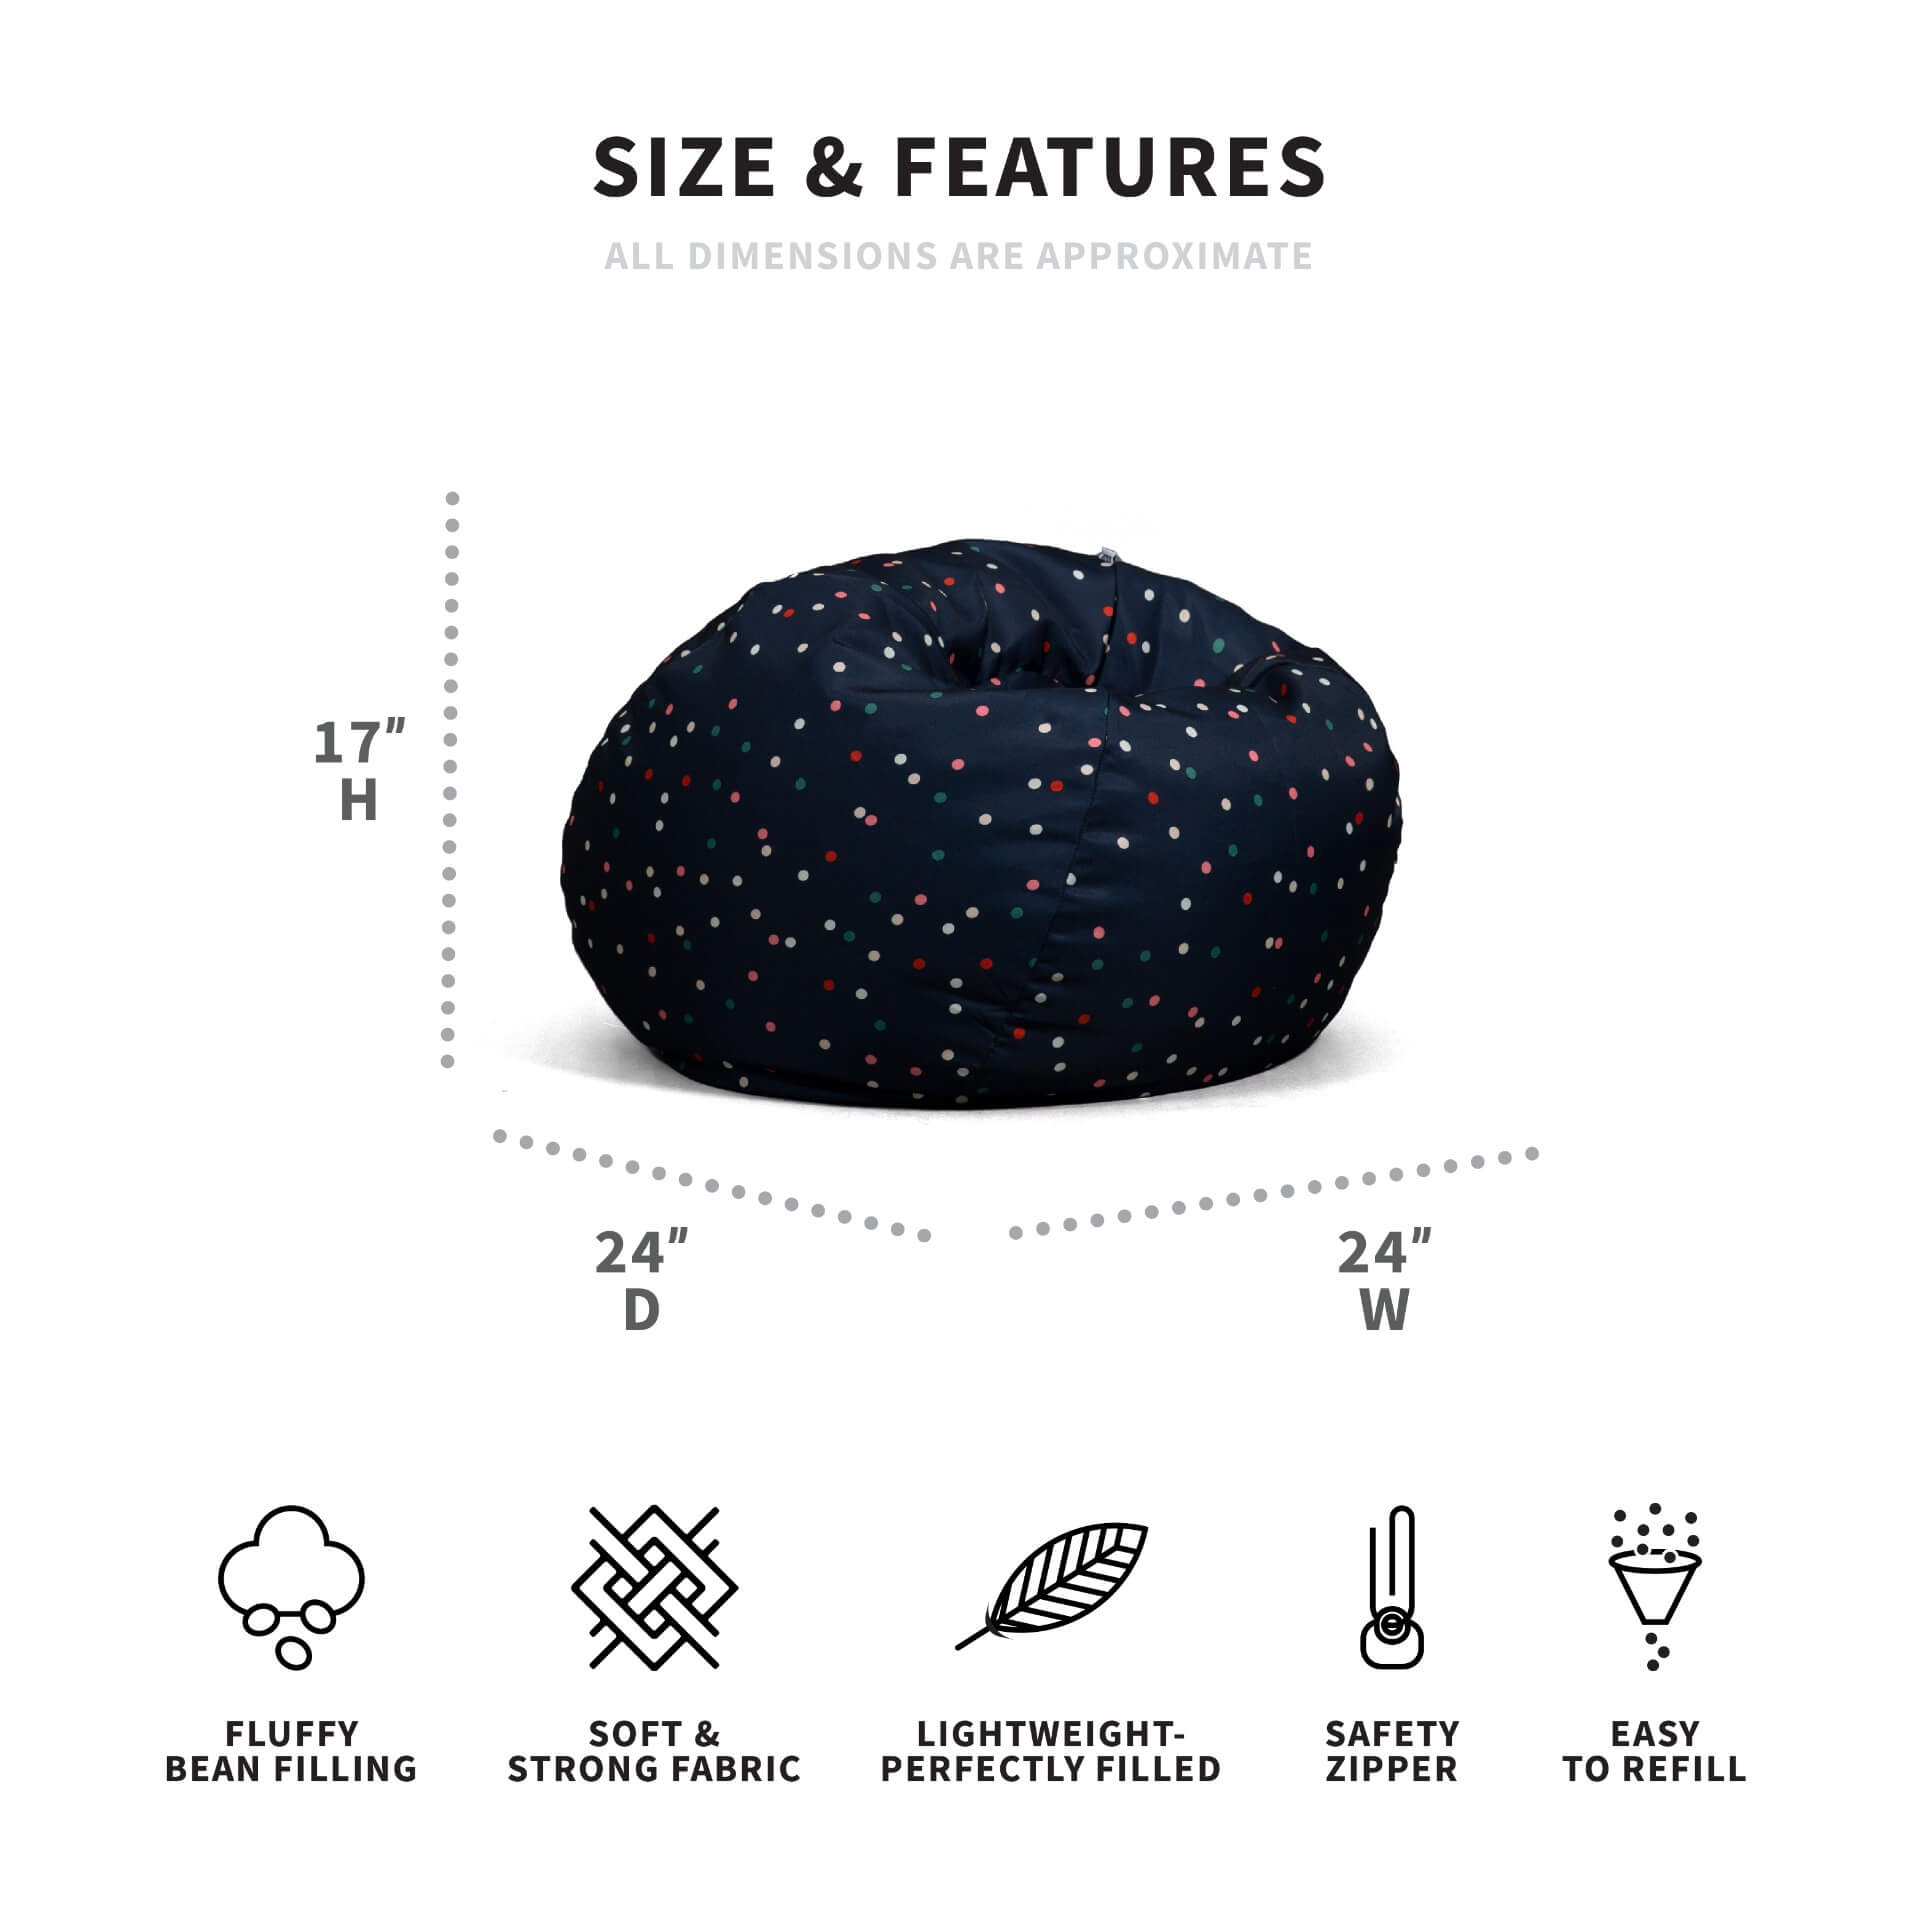 SIZE & FEATURES
ALL DIMENSIONS ARE APPROXIMATE
17"
H
24"
D
24"
W
FLUFFY
BEAN FILLING
SOFT &
STRONG FABRIC
LIGHTWEIGHT-
PERFECTLY FILLED
SAFETY
ZIPPER
EASY
TO REFILL